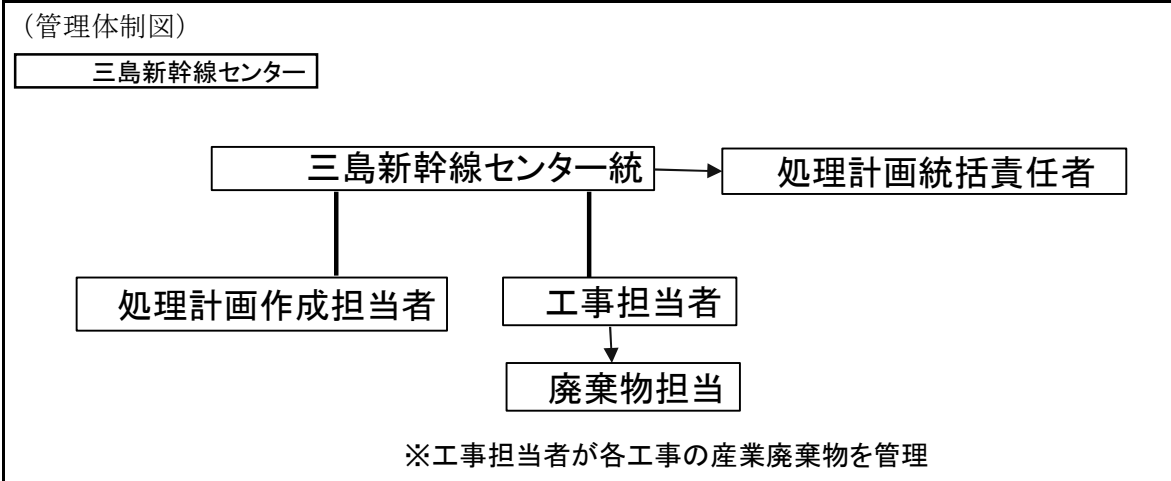 （管理体制図）
三島新幹線センター
三島新幹線センター統
処理計画統括責任者
処理計画作成担当者
工事担当者
廃棄物担当
※工事担当者が各工事の産業廃棄物を管理